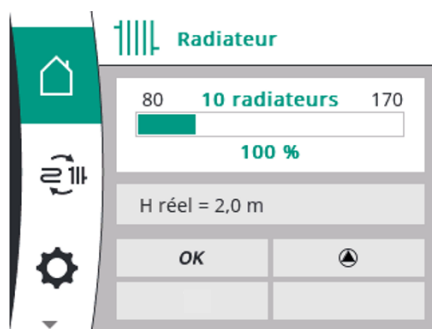 Radiateur
80 10 radiateurs 170
100 %
H réel = 2,0 m
OK